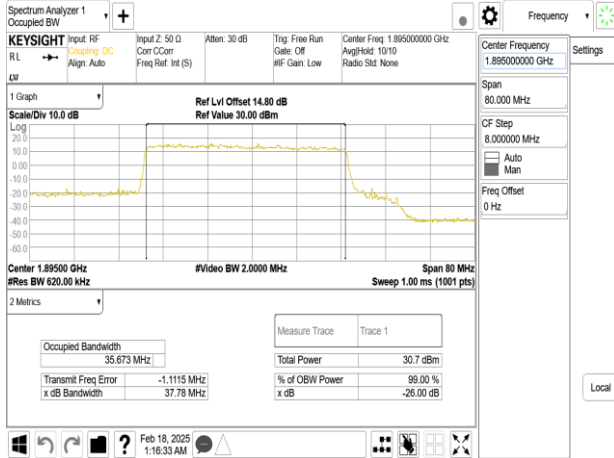 Spectrum Analyzer 1
Occupied BW
Frequency
KEYSIGHT
RL
Input: RF
Coupling: DC
Align: Auto
Input Z: 50 Ω
Corr CCorr
Freq Ref: Int (S)
Atten: 30 dB
Trig: Free Run
Gate: Off
#IF Gain: Low
Center Freq: 1.895000000 GHz
Avg|Hold: 10/10
Radio Std: None
1 Graph
Scale/Div 10.0 dB
Ref Lvl Offset 14.80 dB
Ref Value 30.00 dBm
Log
20.0
10.0
0.00
-10.0
-20.0
-30.0
-40.0
-50.0
-60.0
Center 1.89500 GHz
#Video BW 2.0000 MHz
Span 80 MHz
#Res BW 620.00 kHz
Sweep 1.00 ms (1001 pts)
2 Metrics
Measure Trace Trace 1
Occupied Bandwidth
35.673 MHz
Total Power 30.7 dBm
Transmit Freq Error -1.1115 MHz
% of OBW Power 99.00 %
x dB Bandwidth 37.78 MHz
x dB -26.00 dB
Feb 18, 2025
1:16:33 AM
Center Frequency
1.895000000 GHz
Settings
Span
80.000 MHz
CF Step
8.000000 MHz
Auto
Man
Freq Offset
0 Hz
Local